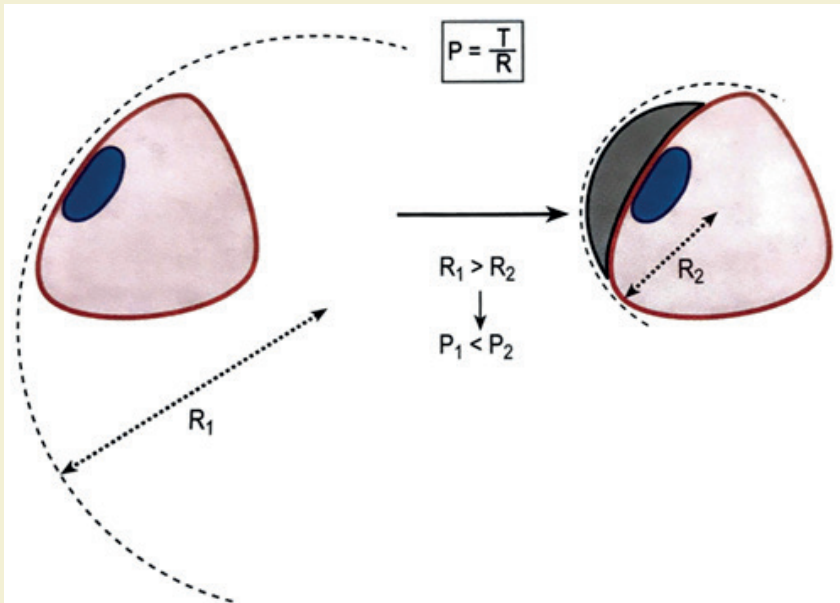 P = T/R
R₁ > R₂
P₁ < P₂
R₁
R₂